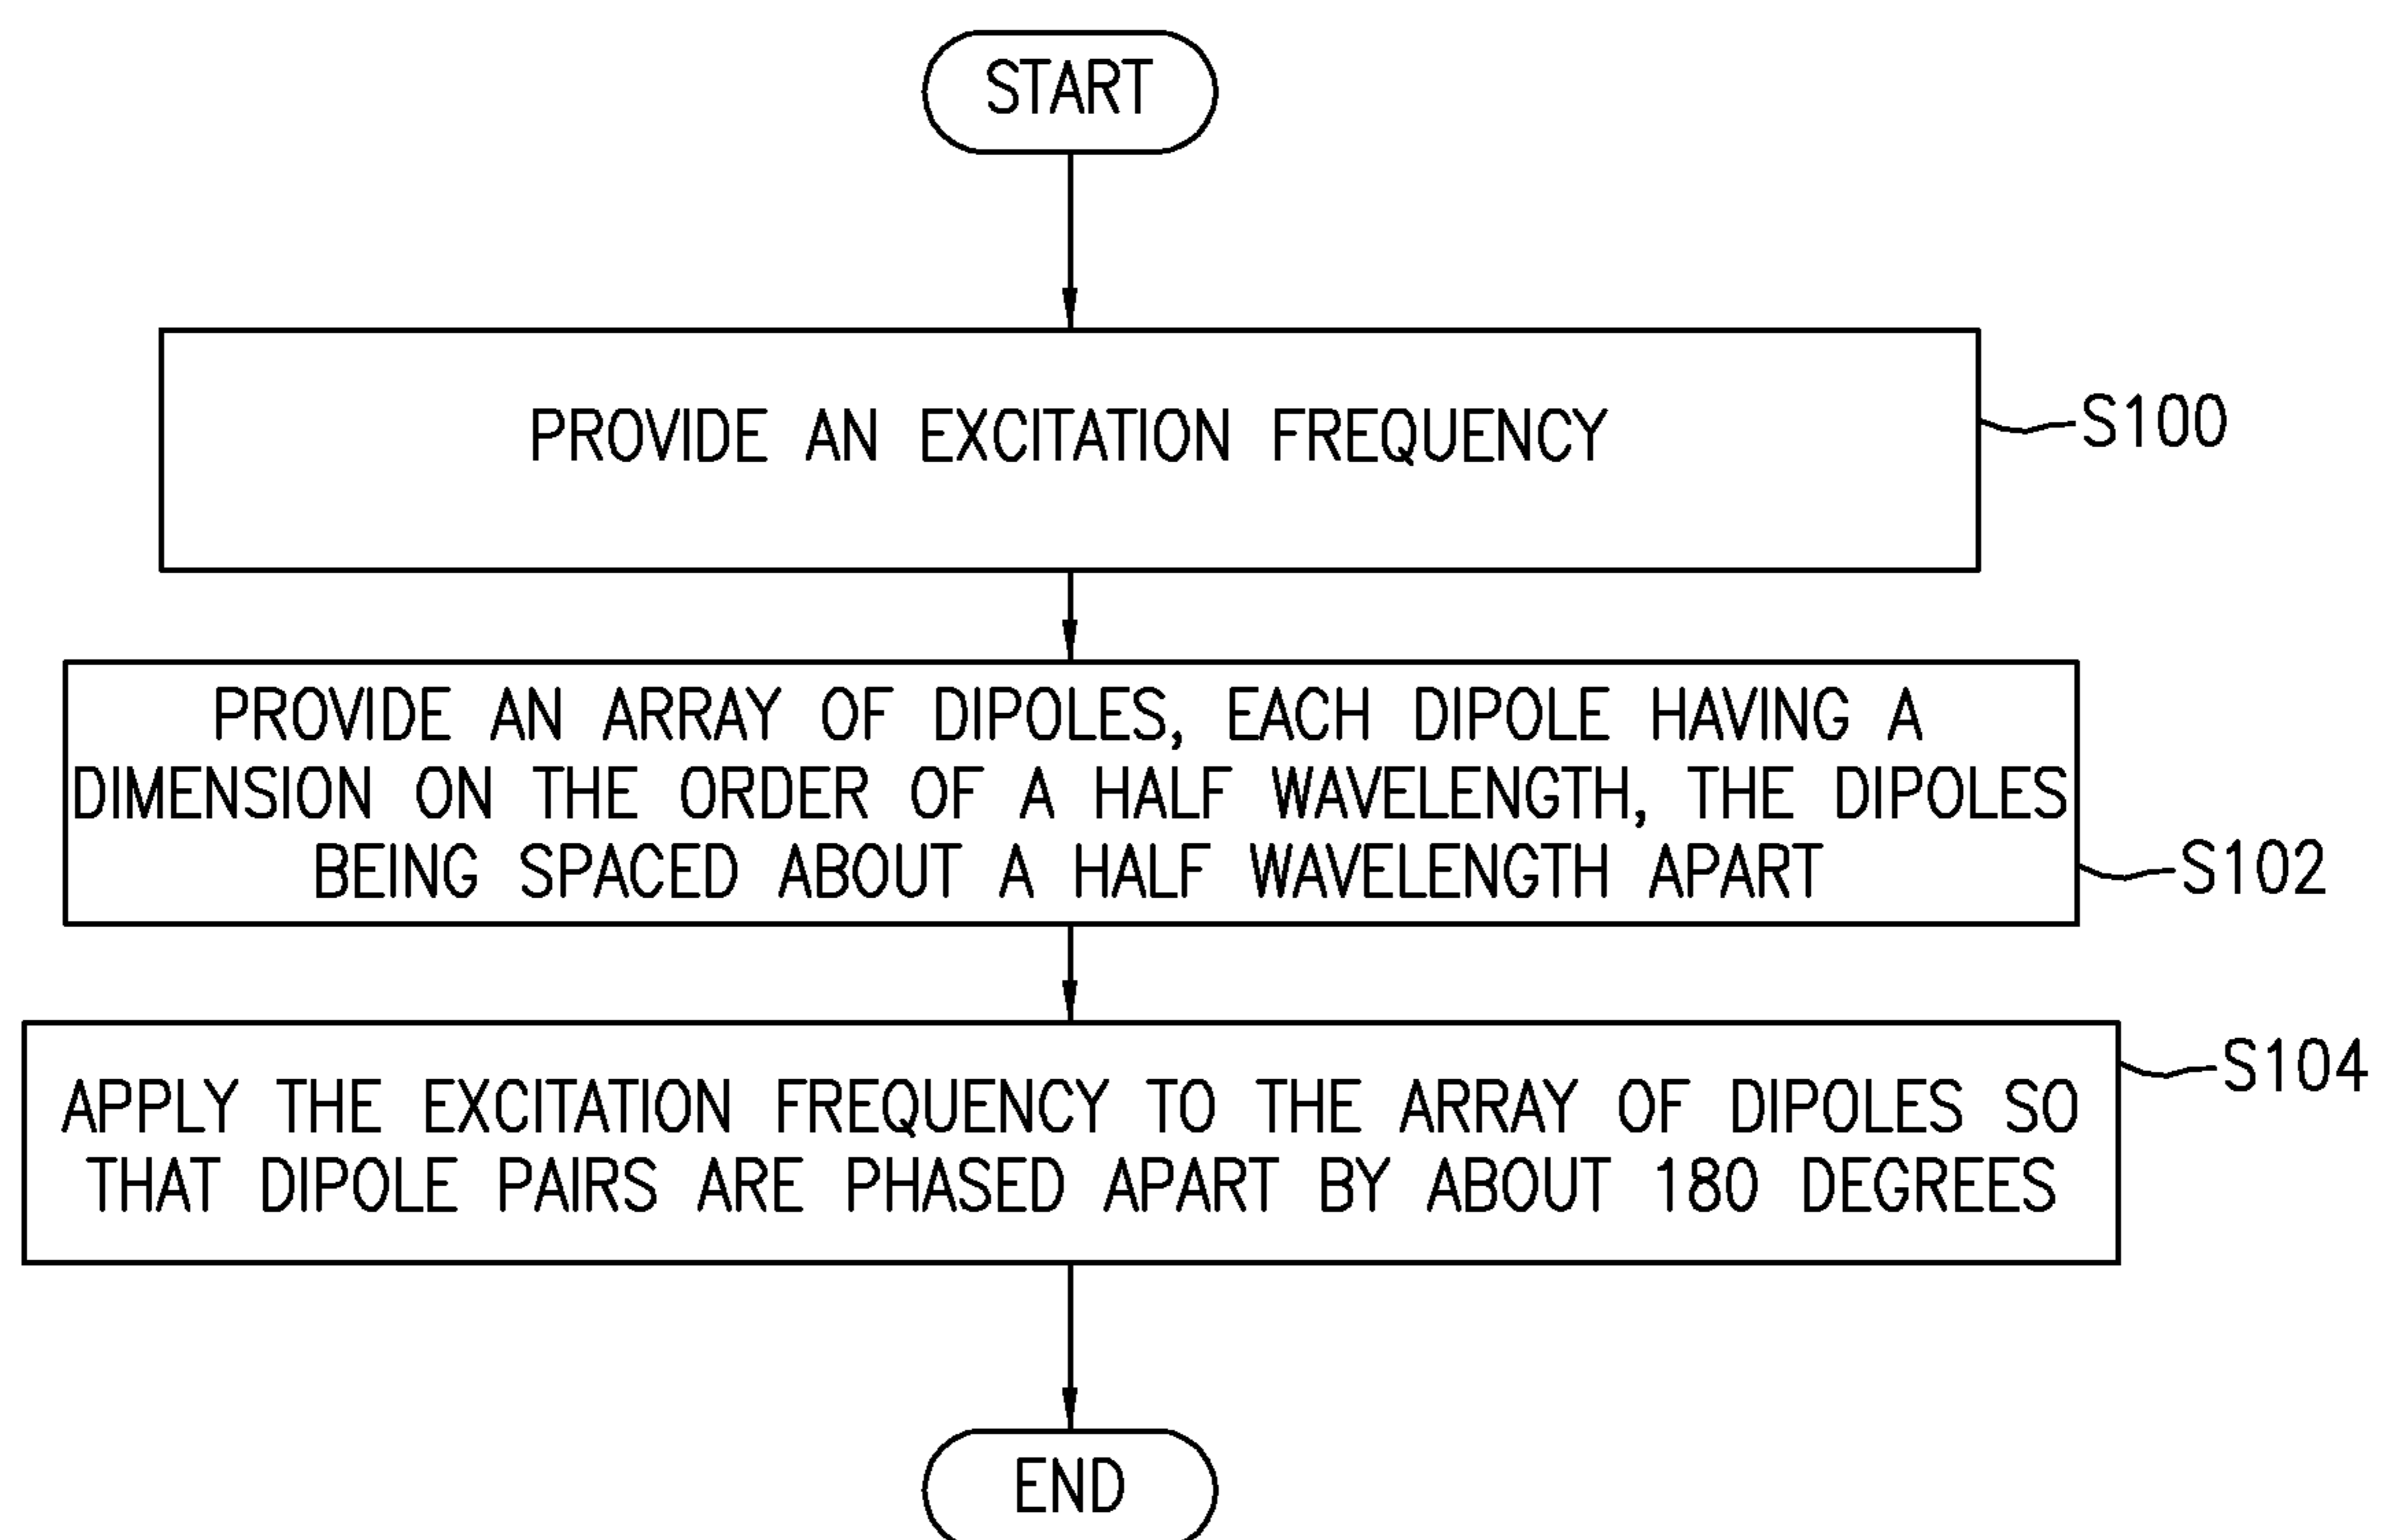 START
PROVIDE AN EXCITATION FREQUENCY
S100
PROVIDE AN ARRAY OF DIPOLES, EACH DIPOLE HAVING A
DIMENSION ON THE ORDER OF A HALF WAVELENGTH, THE DIPOLES
BEING SPACED ABOUT A HALF WAVELENGTH APART
S102
APPLY THE EXCITATION FREQUENCY TO THE ARRAY OF DIPOLES SO
THAT DIPOLE PAIRS ARE PHASED APART BY ABOUT 180 DEGREES
S104
END